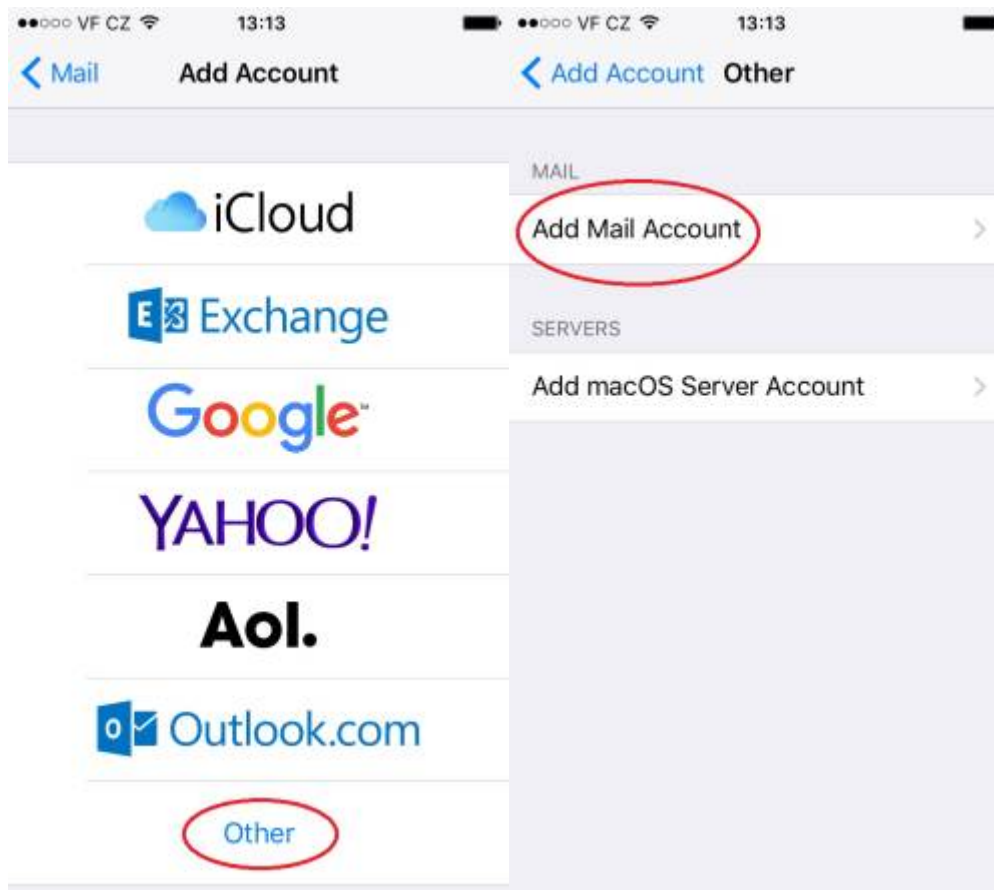 VF CZ 13:13
Mail Add Account
iCloud
Exchange
Google™
YAHOO!
Aol.
Outlook.com
Other
VF CZ 13:13
Add Account Other
MAIL
Add Mail Account
SERVERS
Add macOS Server Account